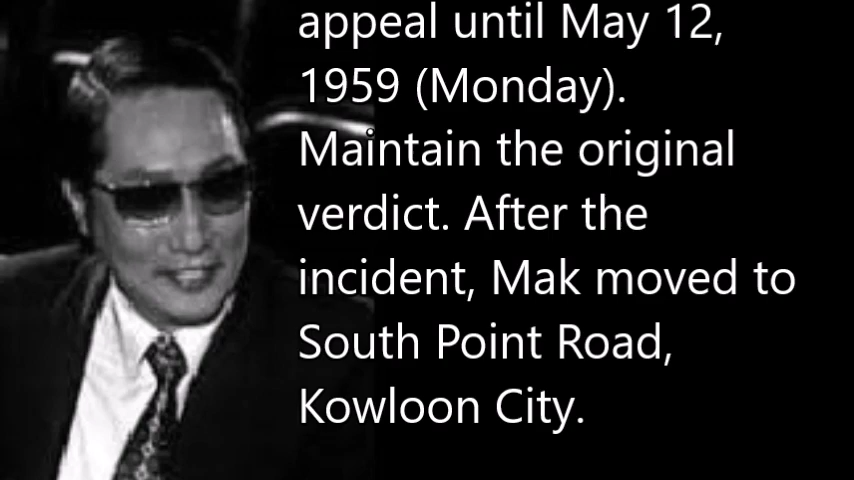 appeal until May 12,
1959 (Monday).
Maintain the original
verdict. After the
incident, Mak moved to
South Point Road,
Kowloon City.